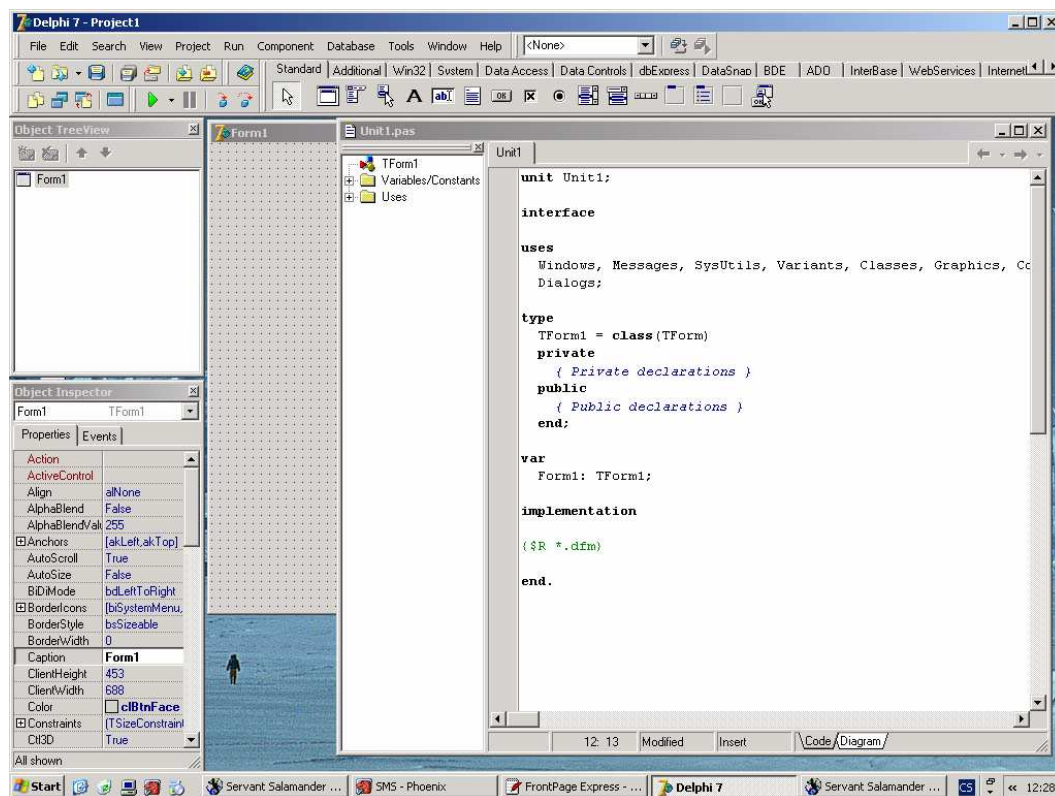 Delphi 7 - Project1
File Edit Search View Project Run Component Database Tools Window Help <None>
Standard Additional Win32 System Data Access Data Controls dbExpress DataSnap BDE ADO InterBase WebServices Internet
Object TreeView
Form1
Form1
Unit1.pas
TForm1
Variables/Constants
Uses
Unit1
unit Unit1;
interface
uses
Windows, Messages, SysUtils, Variants, Classes, Graphics, Co
Dialogs;
type
TForm1 = class(TForm)
private
{ Private declarations }
public
{ Public declarations }
end;
var
Form1: TForm1;
implementation
{$R *.dfm}
end.
12: 13 Modified Insert Code Diagram
Object Inspector
Form1 TForm1
Properties Events
Action
ActiveControl
Align alNone
AlphaBlend False
AlphaBlendVal 255
Anchors [akLeft,akTop]
AutoScroll True
AutoSize False
BiDiMode bdLeftToRight
BorderIcons [biSystemMenu,
BorderStyle bsSizeable
BorderWidth 0
Caption Form1
ClientHeight 453
ClientWidth 688
Color clBtnFace
Constraints (TSizeConstraint
Ctl3D True
All shown
Start Servant Salamander ... SMS - Phoenix FrontPage Express - ... Delphi 7 Servant Salamander ... CS « 12:28